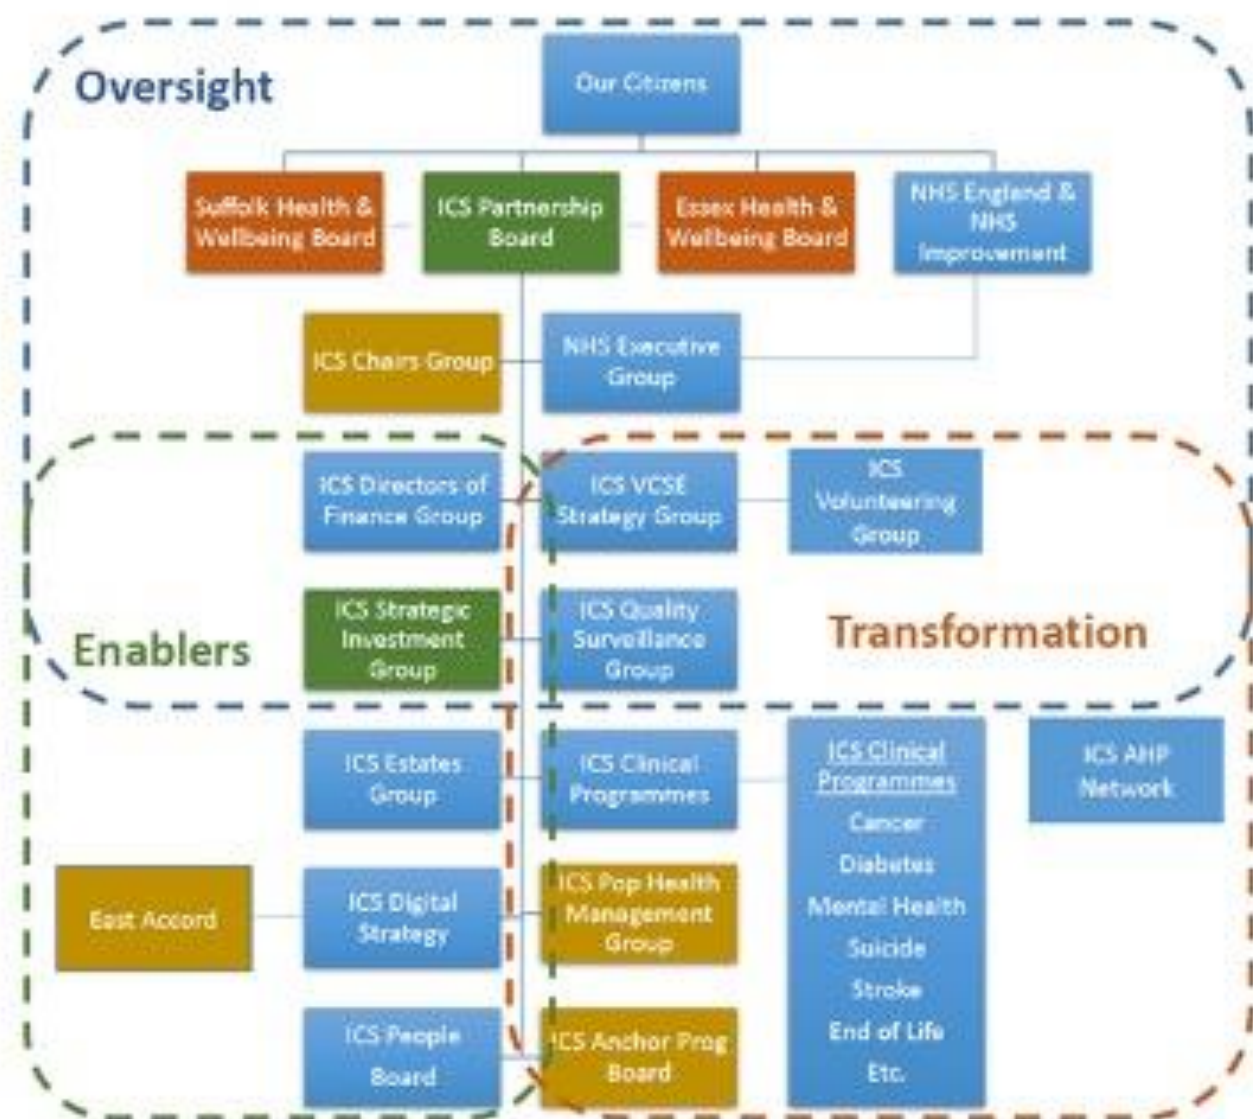 Oversight
Our Citizens
Suffolk Health &
Wellbeing Board
ICS Partnership
Board
Essex Health &
Wellbeing Board
NHS England &
NHS
Improvement
ICS Chairs Group
NHS Executive
Group
ICS Directors of
Finance Group
ICS VCSE
Strategy Group
ICS
Volunteering
Group
Enablers
ICS Strategic
Investment
Group
ICS Quality
Surveillance
Group
Transformation
ICS Estates
Group
ICS Clinical
Programmes
ICS Clinical
Programmes
Cancer
Diabetes
Mental Health
Suicide
Stroke
End of Life
Etc.
ICS AHP
Network
East Accord
ICS Digital
Strategy
ICS Pop Health
Management
Group
ICS People
Board
ICS Anchor Prog
Board